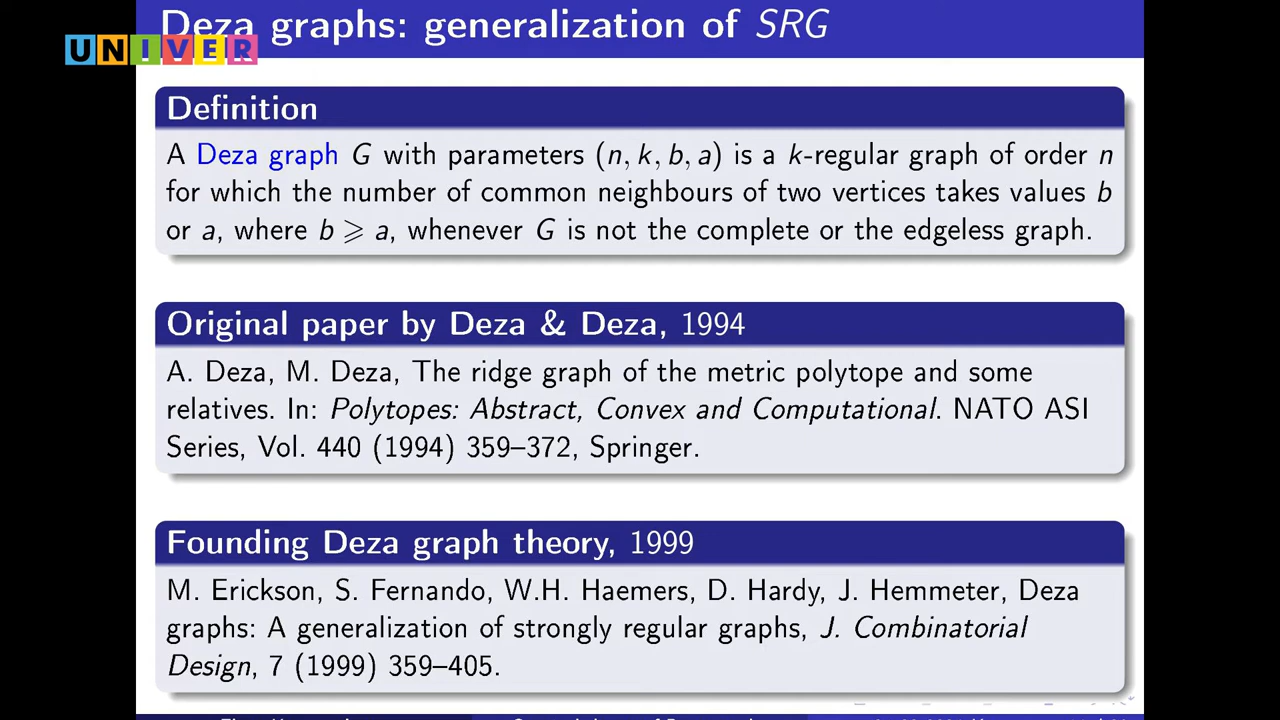 Deza graphs: generalization of SRG
UNIVER
Definition
A Deza graph G with parameters (n, k, b, a) is a k-regular graph of order n
for which the number of common neighbours of two vertices takes values b
or a, where b ⩾ a, whenever G is not the complete or the edgeless graph.
Original paper by Deza & Deza, 1994
A. Deza, M. Deza, The ridge graph of the metric polytope and some
relatives. In: Polytopes: Abstract, Convex and Computational. NATO ASI
Series, Vol. 440 (1994) 359–372, Springer.
Founding Deza graph theory, 1999
M. Erickson, S. Fernando, W.H. Haemers, D. Hardy, J. Hemmeter, Deza
graphs: A generalization of strongly regular graphs, J. Combinatorial
Design, 7 (1999) 359–405.